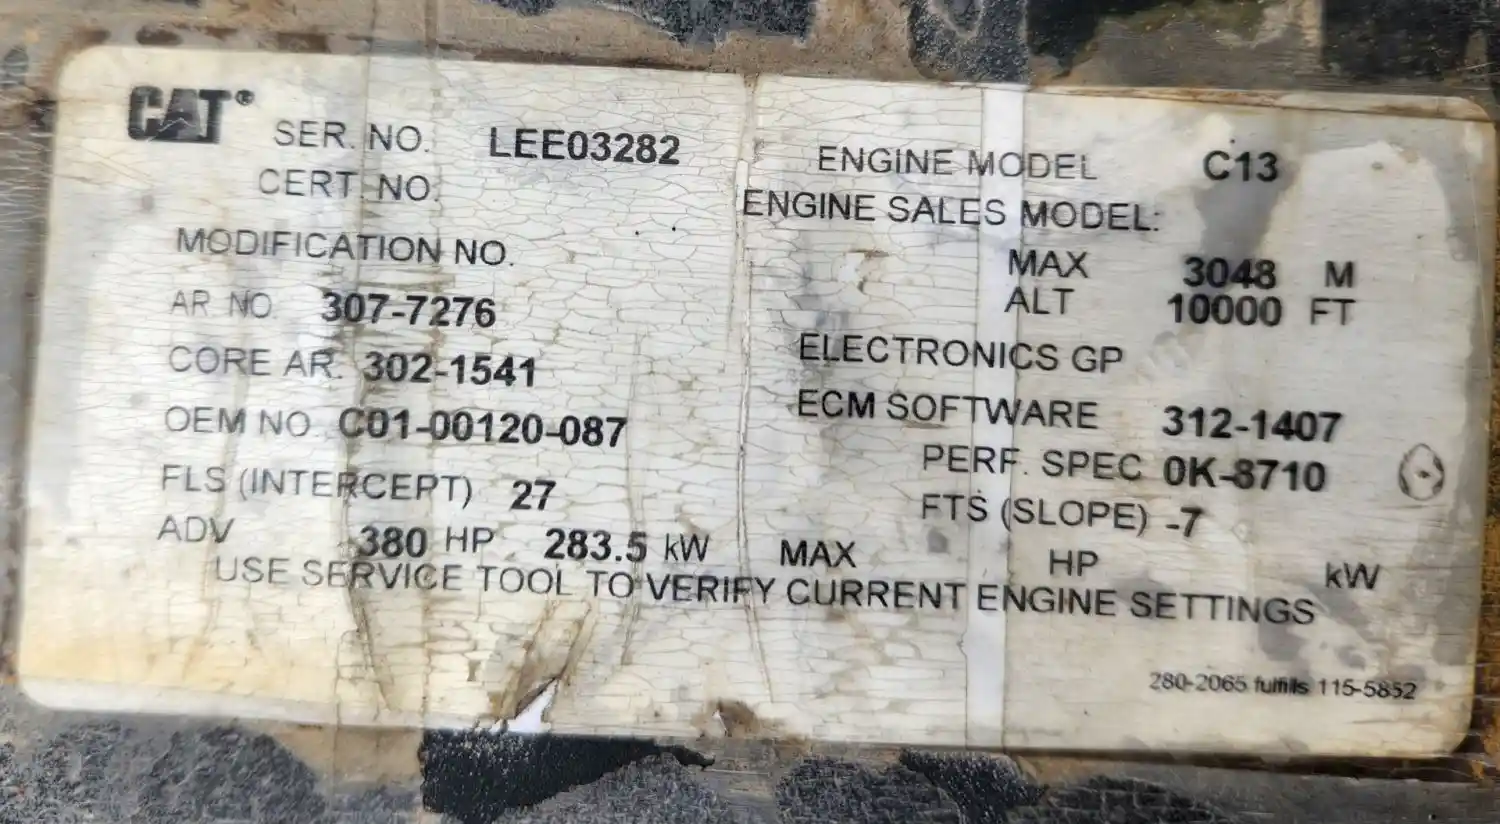 CAT® SER. NO. LEE03282 ENGINE MODEL C13
CERT. NO. ENGINE SALES MODEL:
MODIFICATION NO. MAX 3048 M
AR NO. 307-7276 ALT 10000 FT
CORE AR. 302-1541 ELECTRONICS GP
OEM NO. C01-00120-087 ECM SOFTWARE 312-1407
PERF. SPEC 0K-8710
FLS (INTERCEPT) 27 FTS (SLOPE) -7
ADV 380 HP 283.5 kW MAX HP kW
USE SERVICE TOOL TO VERIFY CURRENT ENGINE SETTINGS
280-2065 fulfills 115-5852